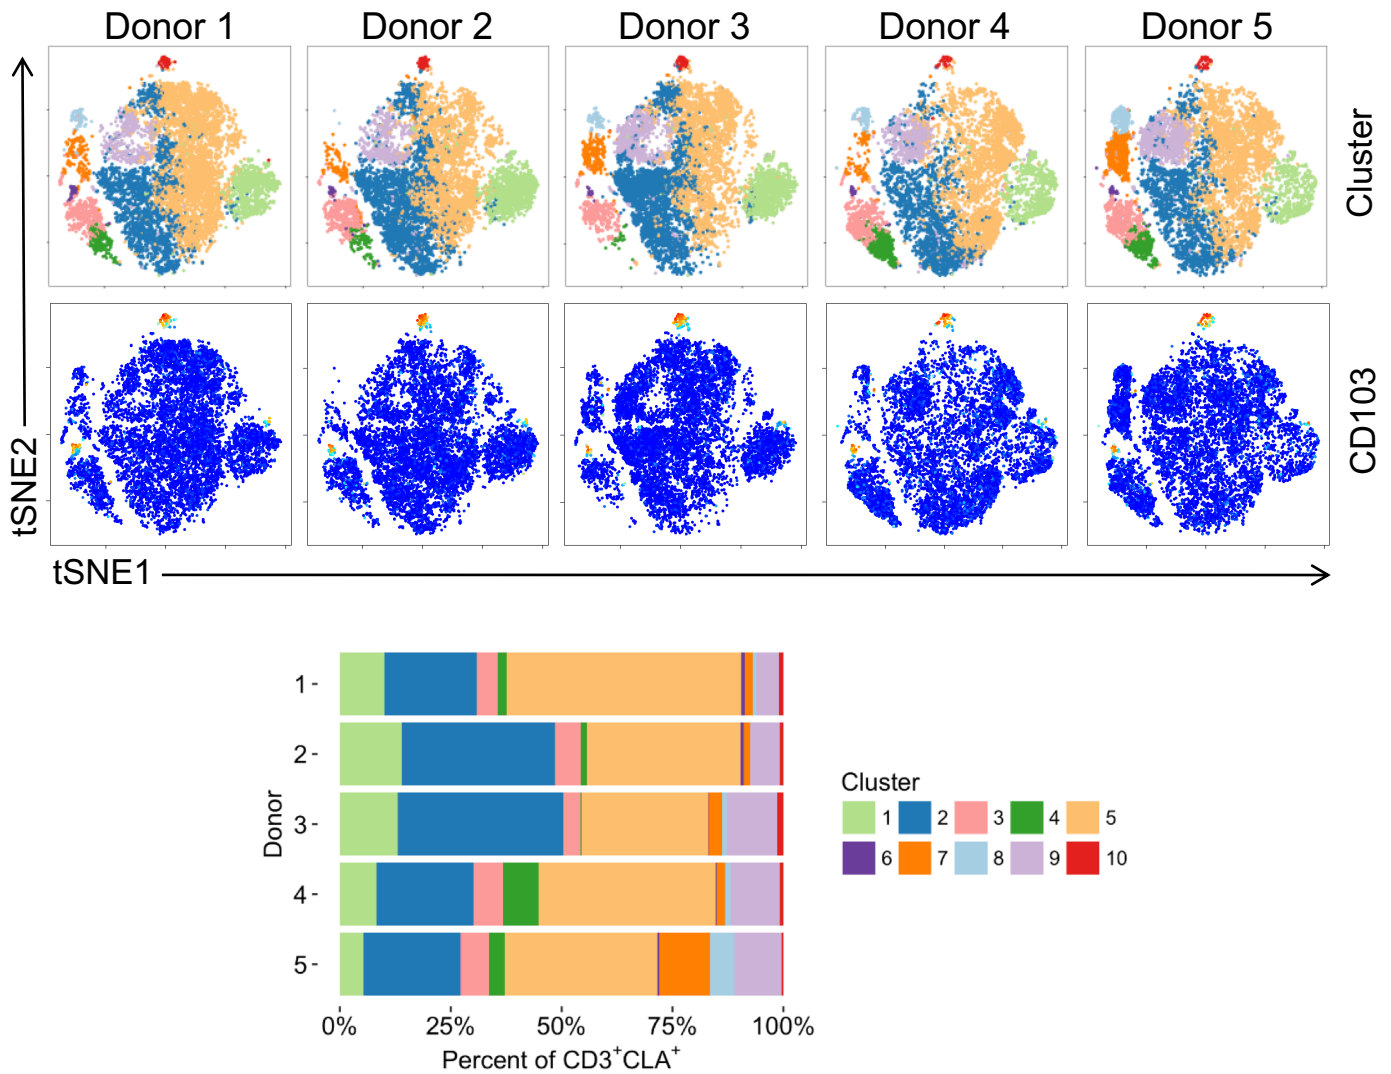 Donor 1 Donor 2 Donor 3 Donor 4 Donor 5
Cluster
CD103
tSNE2
tSNE1
Donor
1
2
3
4
5
0% 25% 50% 75% 100%
Percent of CD3⁺CLA⁺
Cluster
1 2 3 4 5
6 7 8 9 10